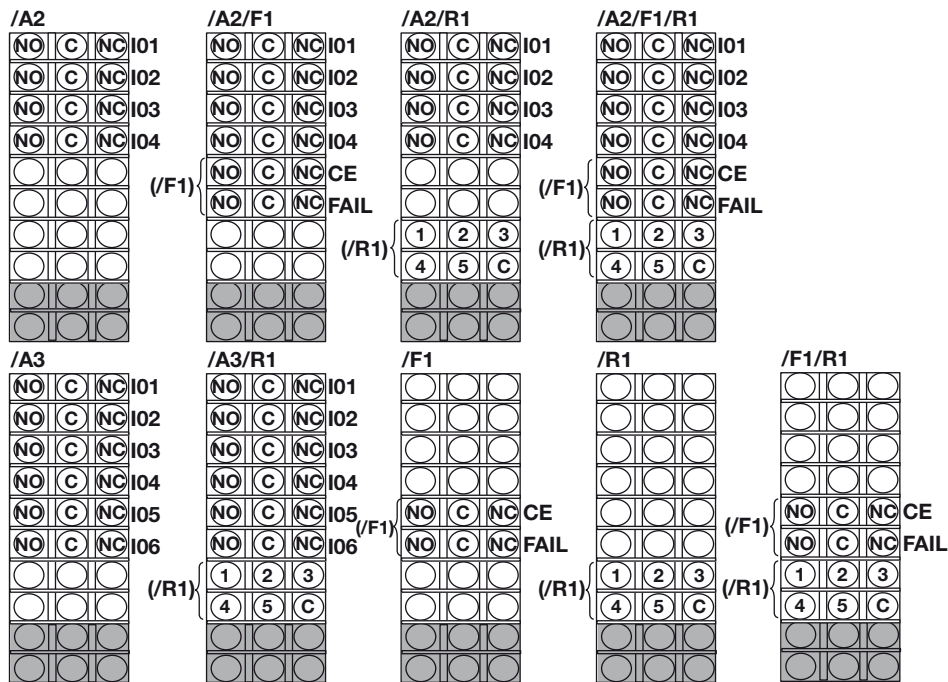 /A2 /A2/F1 /A2/R1 /A2/F1/R1
NO C NC I01 NO C NC I01 NO C NC I01 NO C NC I01
NO C NC I02 NO C NC I02 NO C NC I02 NO C NC I02
NO C NC I03 NO C NC I03 NO C NC I03 NO C NC I03
NO C NC I04 NO C NC I04 NO C NC I04 NO C NC I04
(/F1) NO C NC CE (/F1) NO C NC CE
NO C NC FAIL NO C NC FAIL
(/R1) 1 2 3 (/R1) 1 2 3
4 5 C 4 5 C
/A3 /A3/R1 /F1 /R1 /F1/R1
NO C NC I01 NO C NC I01
NO C NC I02 NO C NC I02
NO C NC I03 NO C NC I03
NO C NC I04 NO C NC I04
NO C NC I05 NO C NC I05 (/F1) NO C NC CE (/F1) NO C NC CE
NO C NC I06 NO C NC I06 NO C NC FAIL NO C NC FAIL
(/R1) 1 2 3 (/R1) 1 2 3 (/R1) 1 2 3
4 5 C 4 5 C 4 5 C